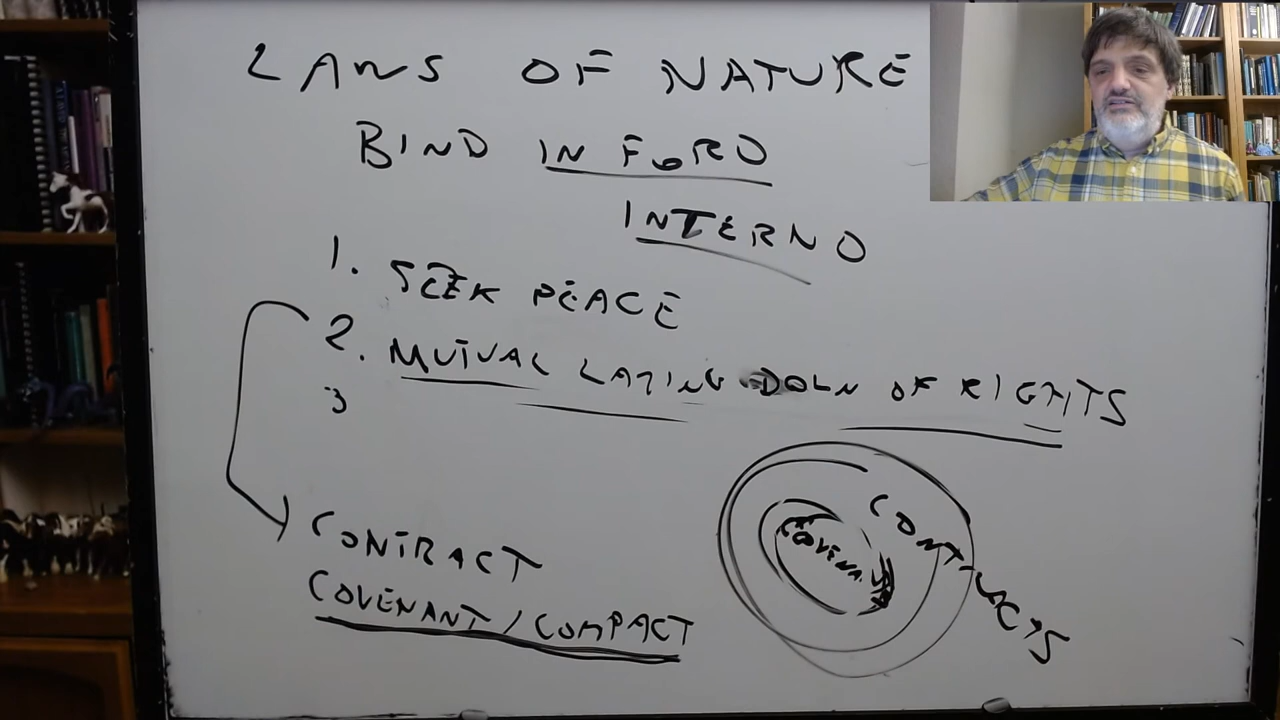 LAWS OF NATURE
BIND IN FORO
INTERNO
1. SEEK PEACE
2. MUTUAL LAYING DOWN OF RIGHTS
3
CONTRACT
COVENANT / COMPACT
CONTRACTS